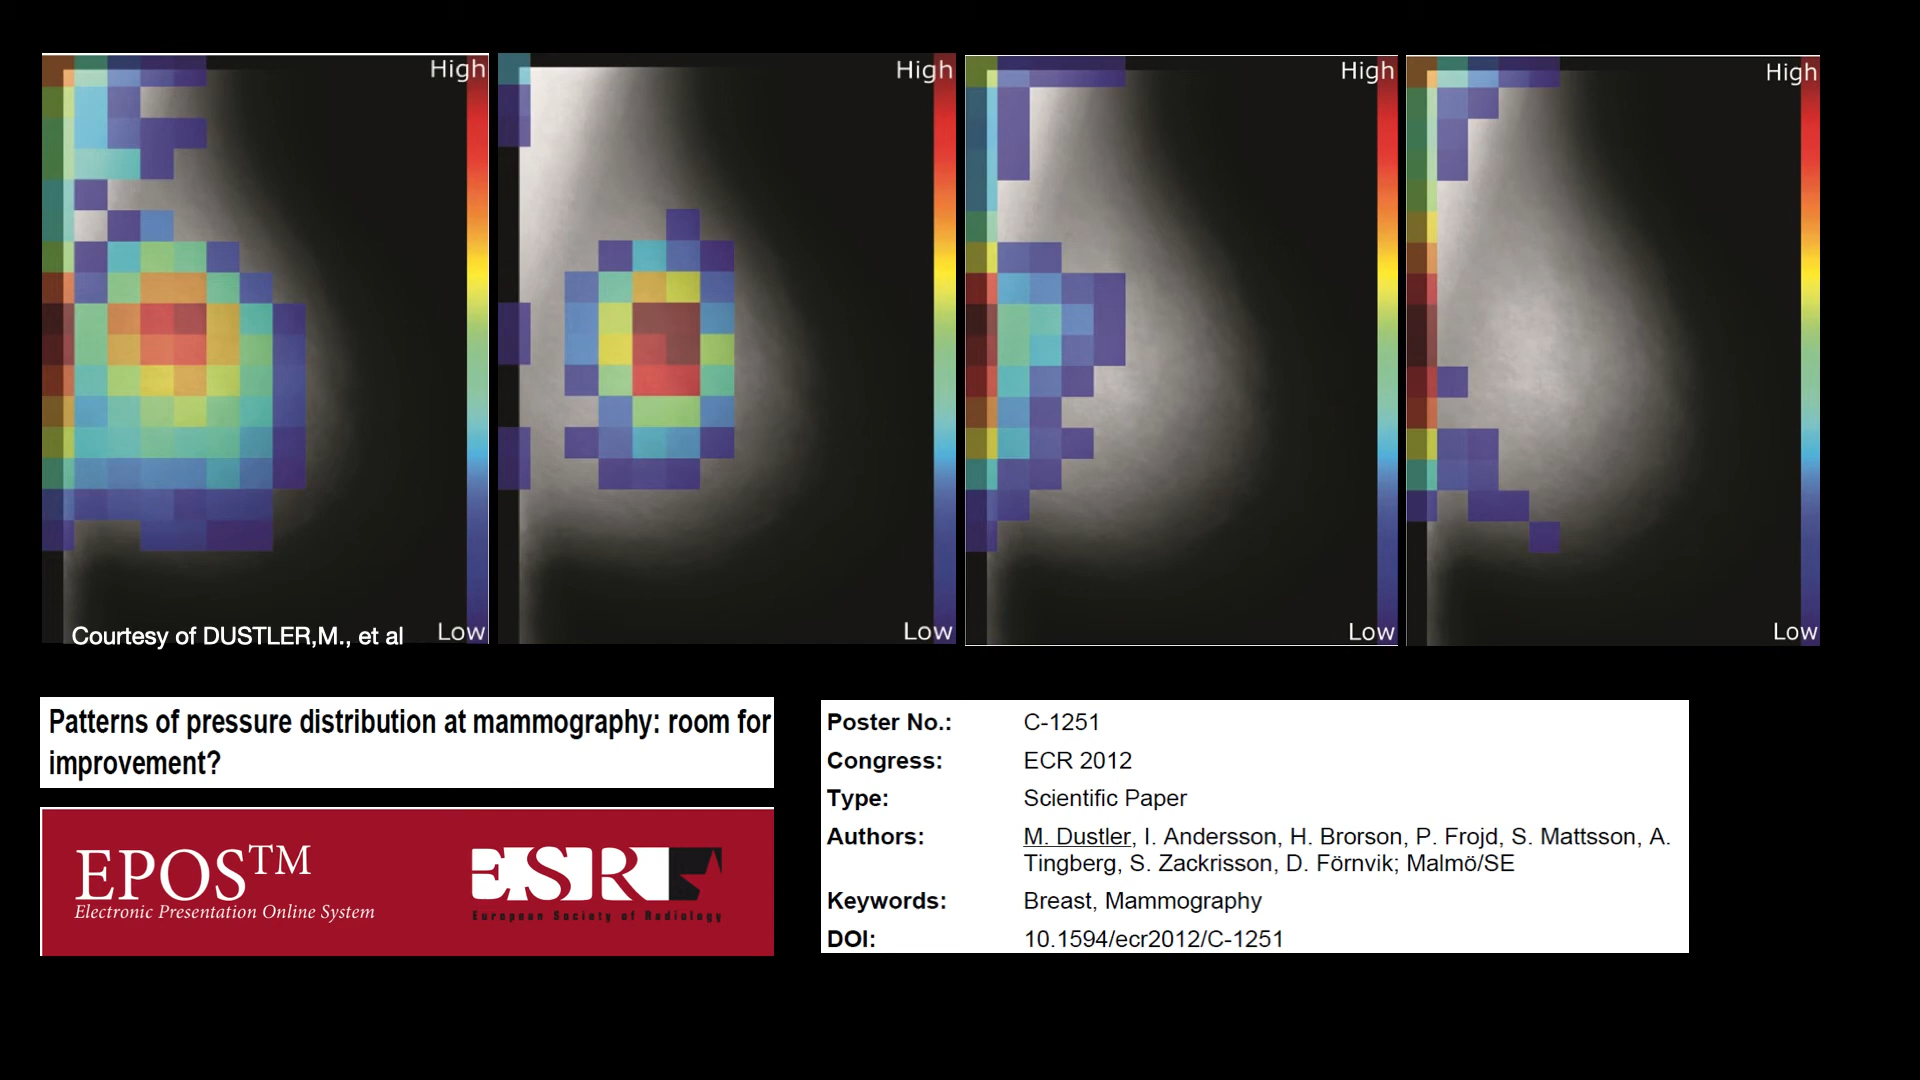 High
High
High
High
Courtesy of DUSTLER,M., et al
Low
Low
Low
Low
Patterns of pressure distribution at mammography: room for
improvement?
EPOS™
Electronic Presentation Online System
ESR
European Society of Radiology
Poster No.: C-1251
Congress: ECR 2012
Type: Scientific Paper
Authors: M. Dustler, I. Andersson, H. Brorson, P. Frojd, S. Mattsson, A.
Tingberg, S. Zackrisson, D. Förnvik; Malmö/SE
Keywords: Breast, Mammography
DOI: 10.1594/ecr2012/C-1251